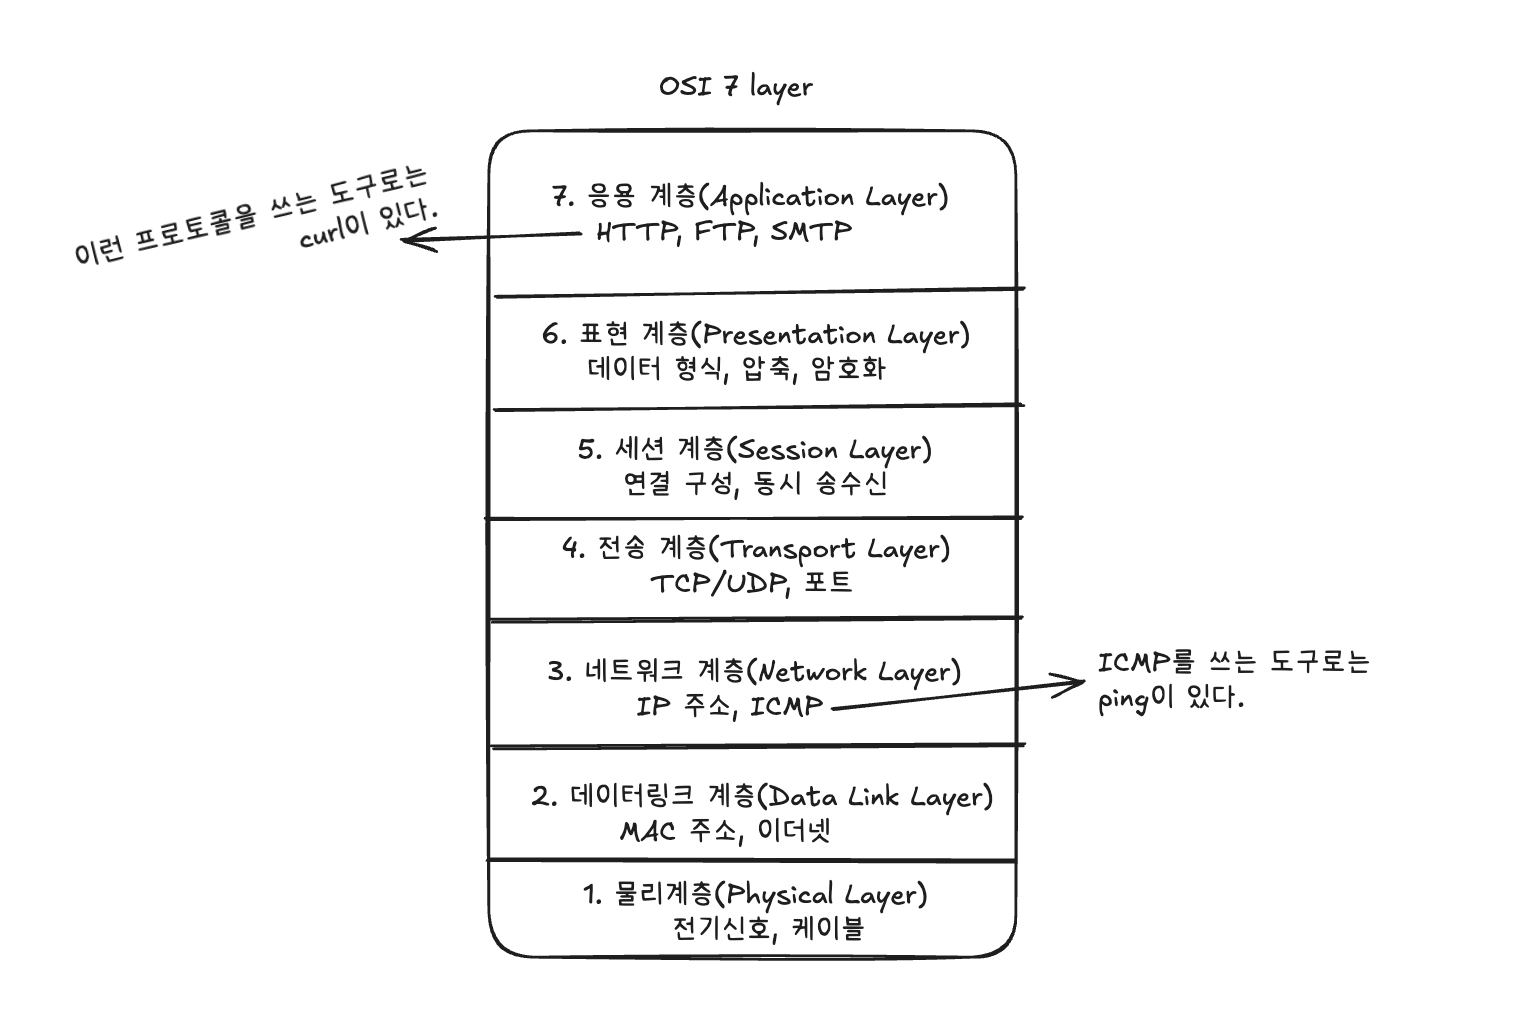 OSI 7 layer
이런 프로토콜을 쓰는 도구로는
curl이 있다.
7. 응용 계층(Application Layer)
HTTP, FTP, SMTP
6. 표현 계층(Presentation Layer)
데이터 형식, 압축, 암호화
5. 세션 계층(Session Layer)
연결 구성, 동시 송수신
4. 전송 계층(Transport Layer)
TCP/UDP, 포트
3. 네트워크 계층(Network Layer)
IP 주소, ICMP
ICMP를 쓰는 도구로는
ping이 있다.
2. 데이터링크 계층(Data Link Layer)
MAC 주소, 이더넷
1. 물리계층(Physical Layer)
전기신호, 케이블